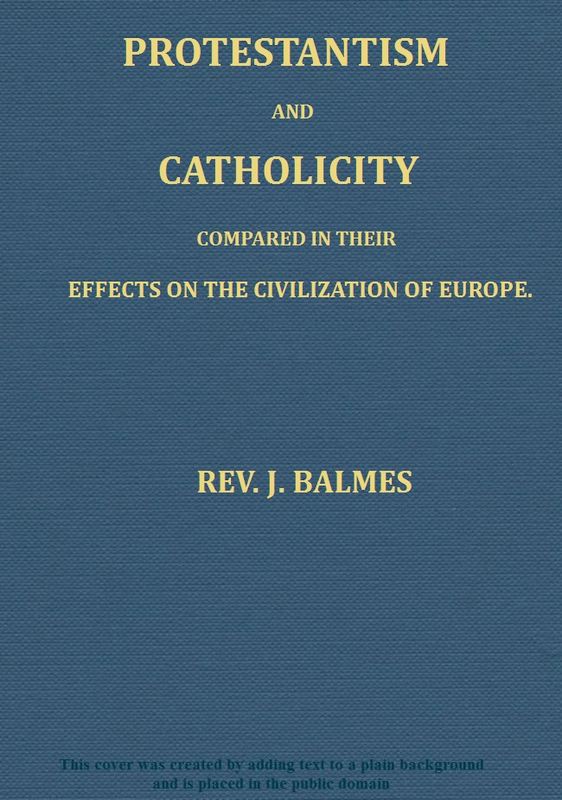 PROTESTANTISM
AND
CATHOLICITY
COMPARED IN THEIR
EFFECTS ON THE CIVILIZATION OF EUROPE.
REV. J. BALMES
This cover was created by adding text to a plain background
and is placed in the public domain